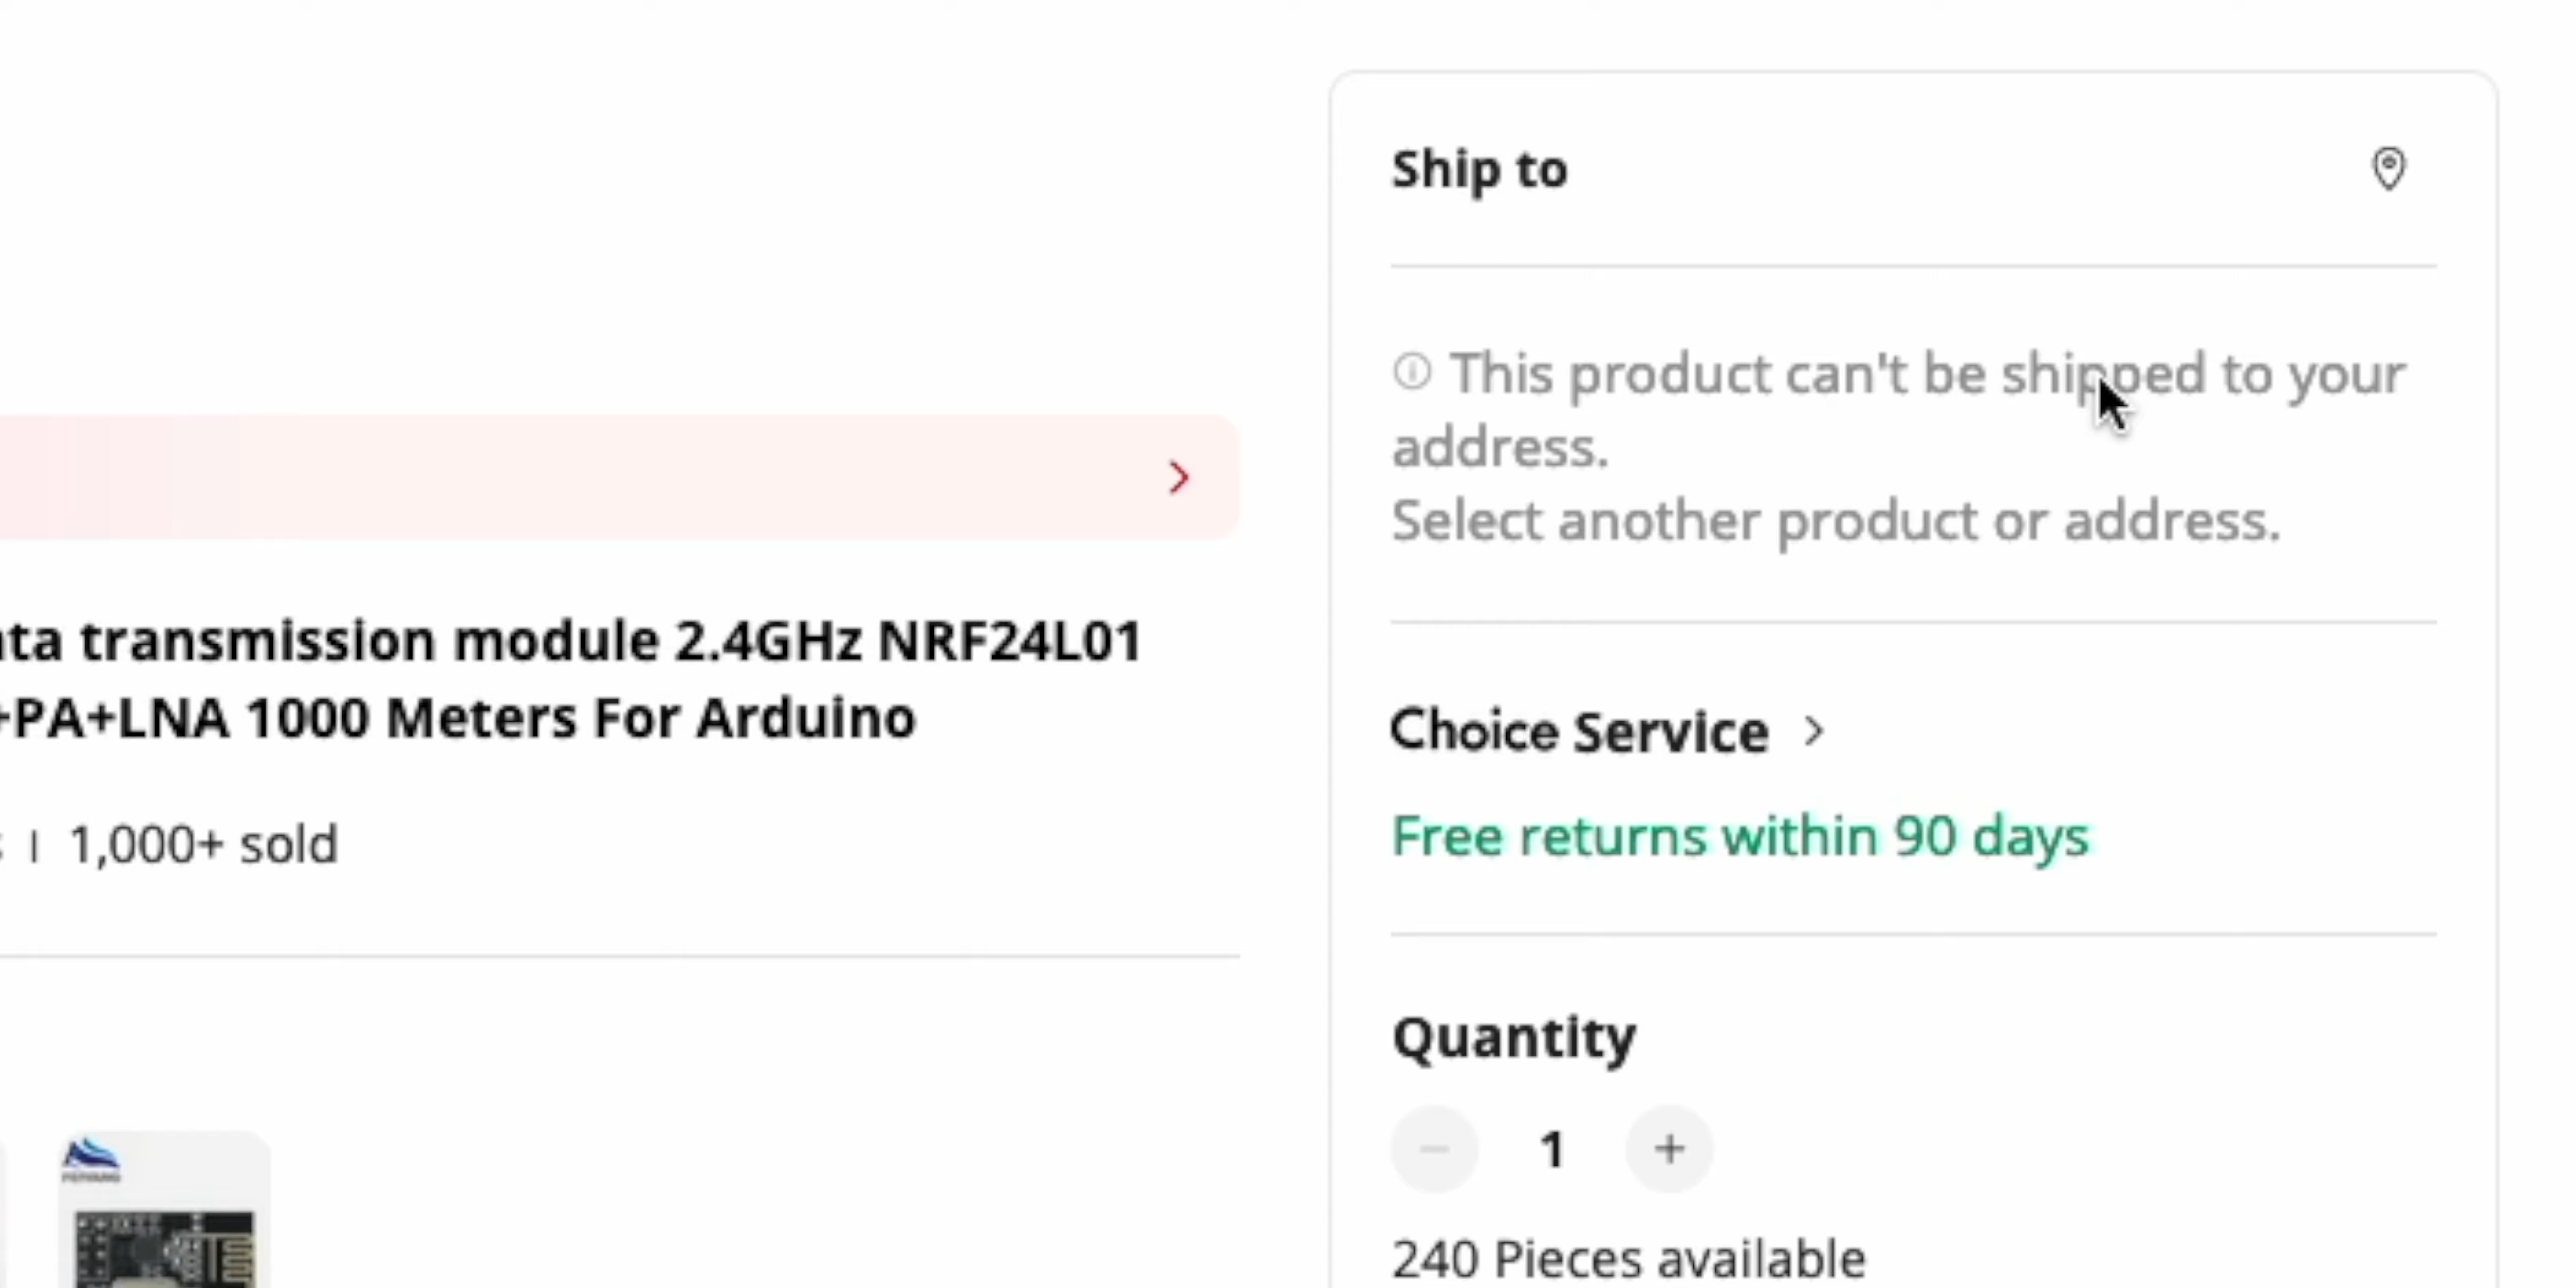 Ship to
This product can't be shipped to your
address.
Select another product or address.
transmission module 2.4GHz NRF24L01
+PA+LNA 1000 Meters For Arduino
1,000+ sold
Choice Service
Free returns within 90 days
Quantity
1
240 Pieces available